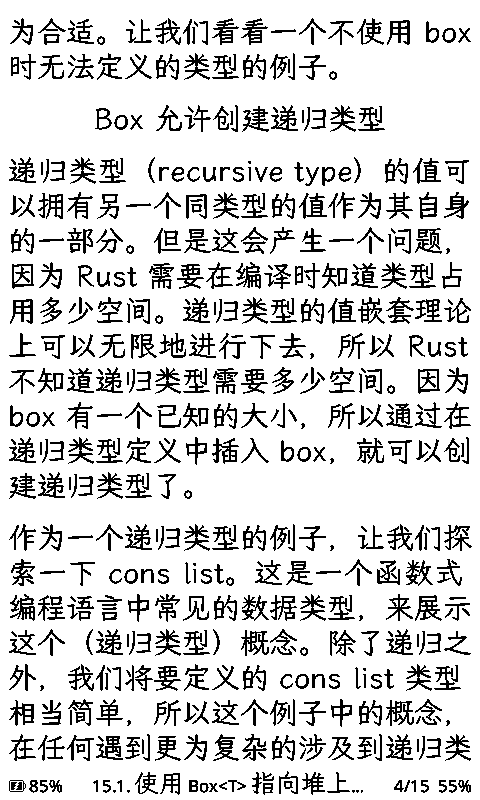 为合适。让我们看看一个不使用 box
时无法定义的类型的例子。
Box 允许创建递归类型
递归类型（recursive type）的值可
以拥有另一个同类型的值作为其自身
的一部分。但是这会产生一个问题，
因为 Rust 需要在编译时知道类型占
用多少空间。递归类型的值嵌套理论
上可以无限地进行下去，所以 Rust
不知道递归类型需要多少空间。因为
box 有一个已知的大小，所以通过在
递归类型定义中插入 box，就可以创
建递归类型了。
作为一个递归类型的例子，让我们探
索一下 cons list。这是一个函数式
编程语言中常见的数据类型，来展示
这个（递归类型）概念。除了递归之
外，我们将要定义的 cons list 类型
相当简单，所以这个例子中的概念，
在任何遇到更为复杂的涉及到递归类
85% 15.1. 使用 Box<T> 指向堆上... 4/15 55%